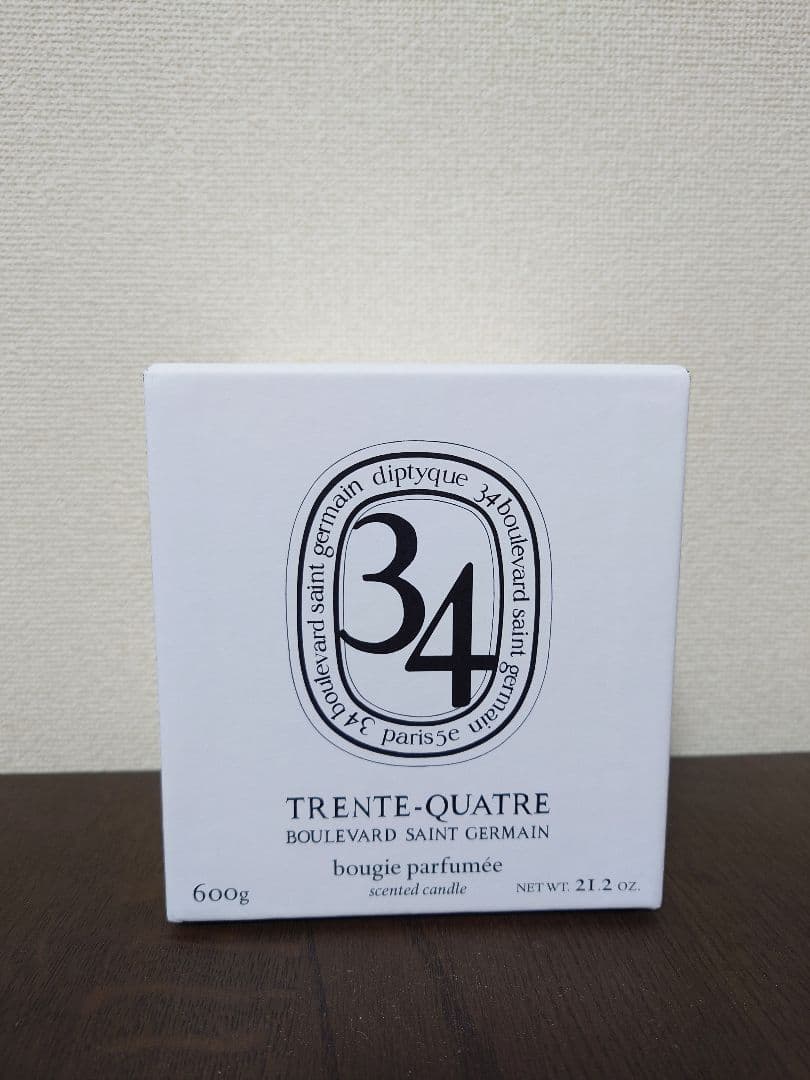 diptyque 34 boulevard saint germain paris 5e 34 boulevard saint germain
34
TRENTE-QUATRE
BOULEVARD SAINT GERMAIN
bougie parfumée
scented candle
600g
NET WT. 21.2 OZ.